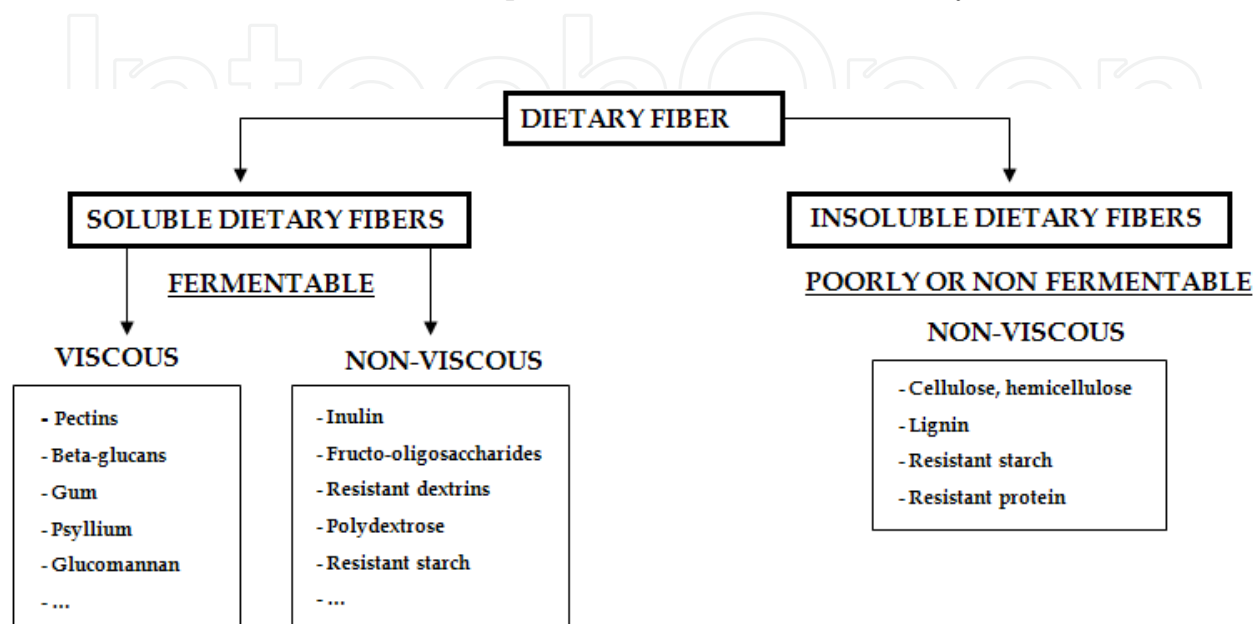 IntechOpen
DIETARY FIBER
SOLUBLE DIETARY FIBERS
INSOLUBLE DIETARY FIBERS
FERMENTABLE
POORLY OR NON FERMENTABLE
VISCOUS
NON-VISCOUS
NON-VISCOUS
- Pectins
- Beta-glucans
- Gum
- Psyllium
- Glucomannan
- ...
- Inulin
- Fructo-oligosaccharides
- Resistant dextrins
- Polydextrose
- Resistant starch
- ...
- Cellulose, hemicellulose
- Lignin
- Resistant starch
- Resistant protein